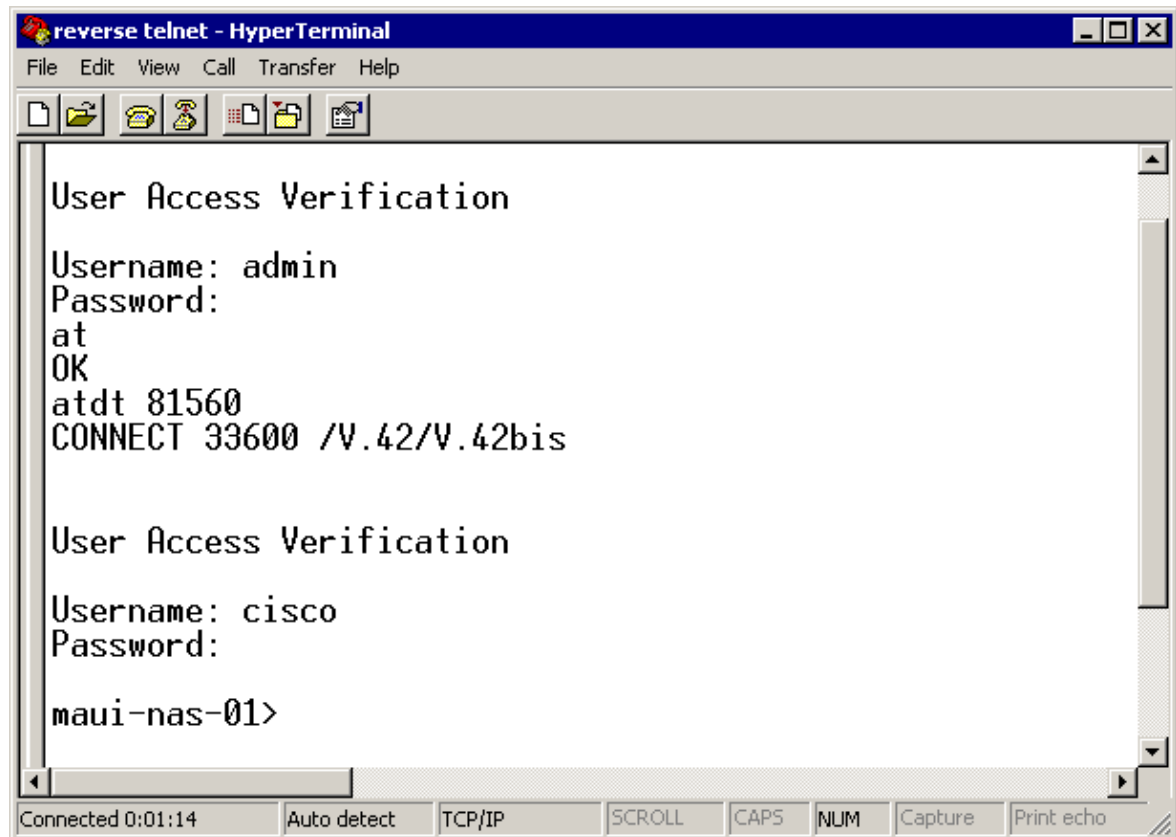 reverse telnet - HyperTerminal
File Edit View Call Transfer Help
User Access Verification
Username: admin
Password:
at
OK
atdt 81560
CONNECT 33600 /V.42/V.42bis
User Access Verification
Username: cisco
Password:
maui-nas-01>
Connected 0:01:14 Auto detect TCP/IP SCROLL CAPS NUM Capture Print echo